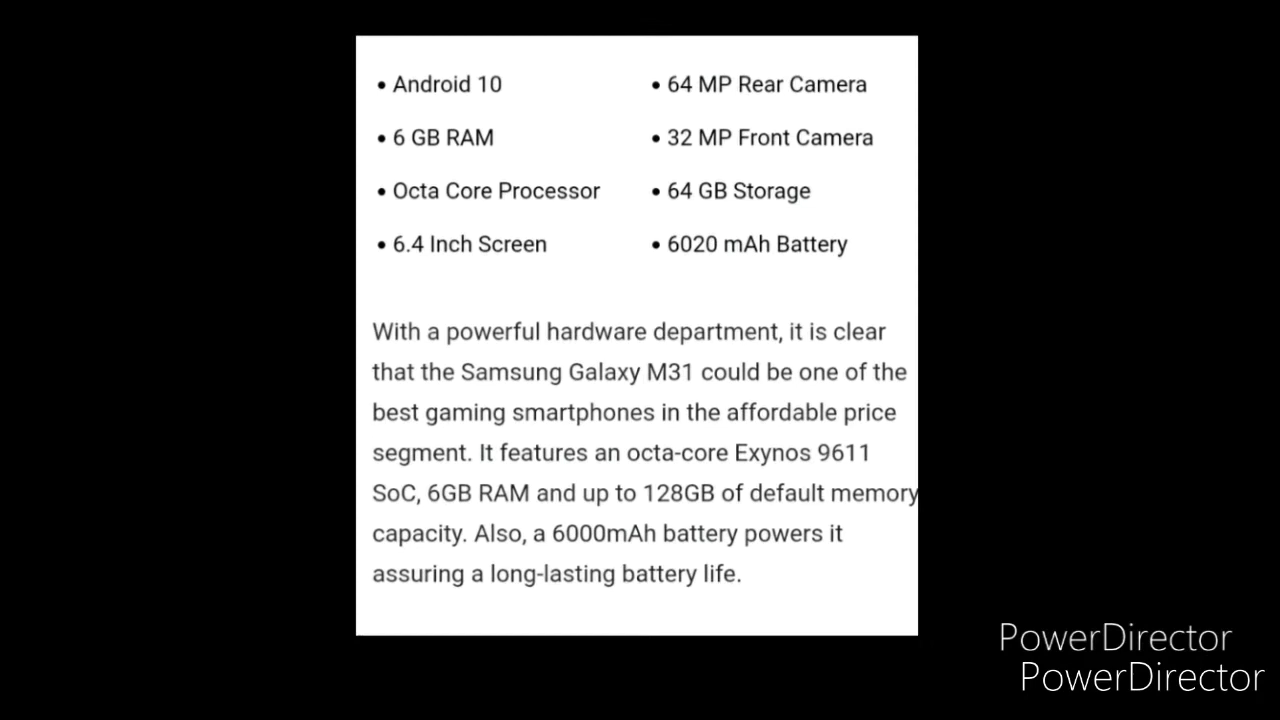 • Android 10
• 6 GB RAM
• Octa Core Processor
• 6.4 Inch Screen
• 64 MP Rear Camera
• 32 MP Front Camera
• 64 GB Storage
• 6020 mAh Battery
With a powerful hardware department, it is clear
that the Samsung Galaxy M31 could be one of the
best gaming smartphones in the affordable price
segment. It features an octa-core Exynos 9611
SoC, 6GB RAM and up to 128GB of default memory
capacity. Also, a 6000mAh battery powers it
assuring a long-lasting battery life.
PowerDirector
PowerDirector